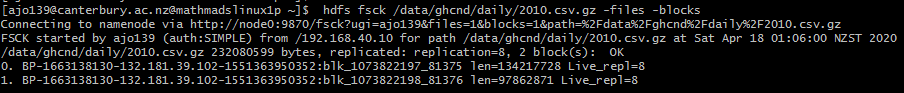 [ajo139@canterbury.ac.nz@mathmadslinux1p ~]$ hdfs fsck /data/ghcnd/daily/2010.csv.gz -files -blocks
Connecting to namenode via http://node0:9870/fsck?ugi=ajo139&files=1&blocks=1&path=%2Fdata%2Fghcnd%2Fdaily%2F2010.csv.gz
FSCK started by ajo139 (auth:SIMPLE) from /192.168.40.10 for path /data/ghcnd/daily/2010.csv.gz at Sat Apr 18 01:06:00 NZST 2020
/data/ghcnd/daily/2010.csv.gz 232080599 bytes, replicated: replication=8, 2 block(s): OK
0. BP-1663138130-132.181.39.102-1551363950352:blk_1073822197_81375 len=134217728 Live_repl=8
1. BP-1663138130-132.181.39.102-1551363950352:blk_1073822198_81376 len=97862871 Live_repl=8